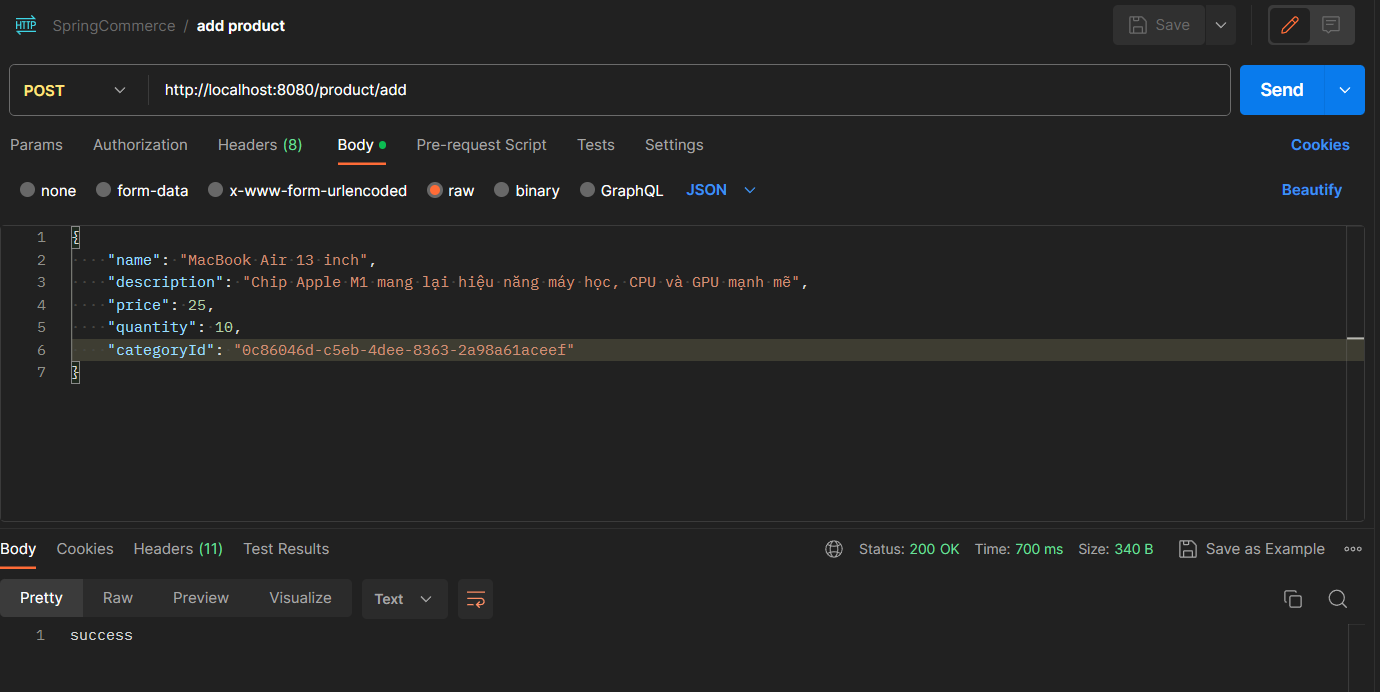 HTTP SpringCommerce / add product Save
POST http://localhost:8080/product/add Send
Params Authorization Headers (8) Body Pre-request Script Tests Settings Cookies
none form-data x-www-form-urlencoded raw binary GraphQL JSON Beautify
1 {
2 "name": "MacBook Air 13 inch",
3 "description": "Chip Apple M1 mang lại hiệu năng máy học, CPU và GPU mạnh mẽ",
4 "price": 25,
5 "quantity": 10,
6 "categoryId": "0c86046d-c5eb-4dee-8363-2a98a61aceef"
7 }
Body Cookies Headers (11) Test Results Status: 200 OK Time: 700 ms Size: 340 B Save as Example
Pretty Raw Preview Visualize Text
1 success